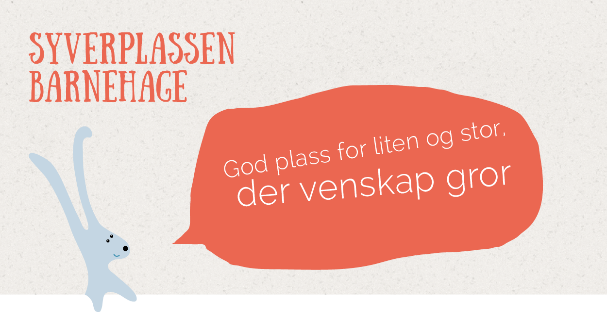 SYVERPLASSEN
BARNEHAGE
God plass for liten og stor,
der venskap gror